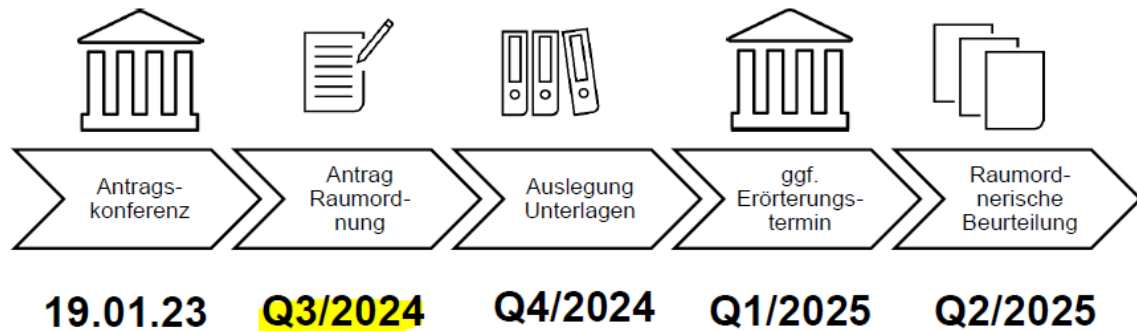 Antrags-
konferenz
Antrag
Raumord-
nung
Auslegung
Unterlagen
ggf.
Erörterungs-
termin
Raumord-
nerische
Beurteilung
19.01.23
Q3/2024
Q4/2024
Q1/2025
Q2/2025